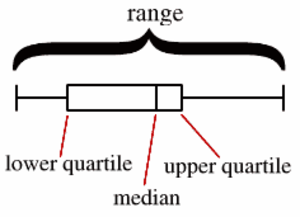 range
lower quartile
upper quartile
median